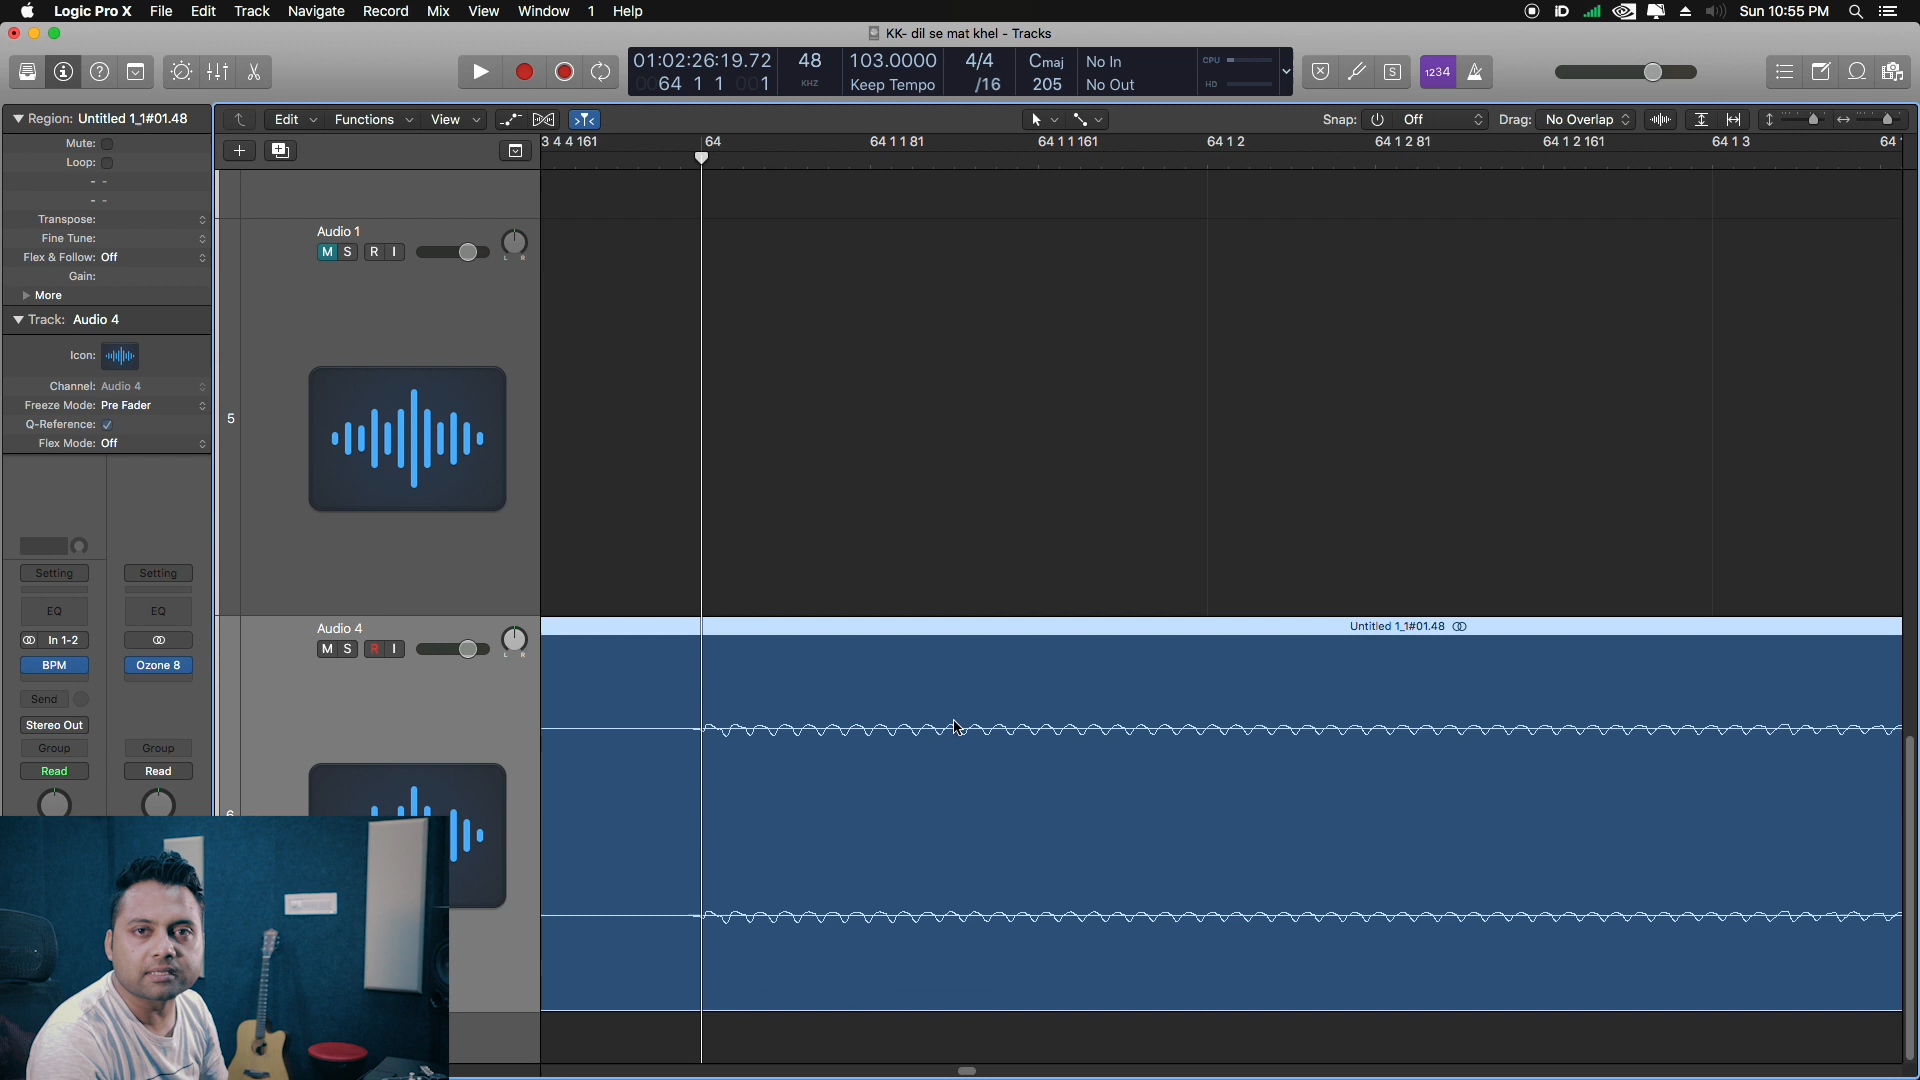 Logic Pro X File Edit Track Navigate Record Mix View Window 1 Help
iD Sun 10:55 PM
KK- dil se mat khel - Tracks
01:02:26:19.72 48 103.0000 4/4 Cmaj No In CPU
64 1 1 001 KHZ Keep Tempo /16 205 No Out HD
S 1234
Region: Untitled 1_1#01.48
Mute:
Loop:
- -
- -
Transpose:
Fine Tune:
Flex & Follow: Off
Gain:
More
Track: Audio 4
Icon:
Channel: Audio 4
Freeze Mode: Pre Fader
Q-Reference:
Flex Mode: Off
Setting Setting
EQ EQ
In 1-2
BPM Ozone 8
Send
Stereo Out
Group Group
Read Read
Edit Functions View Snap: Off Drag: No Overlap
3 4 4 161 64 64 1 1 81 64 1 1 161 64 1 2 64 1 2 81 64 1 2 161 64 1 3 64
Audio 1
M S R I
L R
5
Audio 4
M S R I
L R
6
Untitled 1_1#01.48